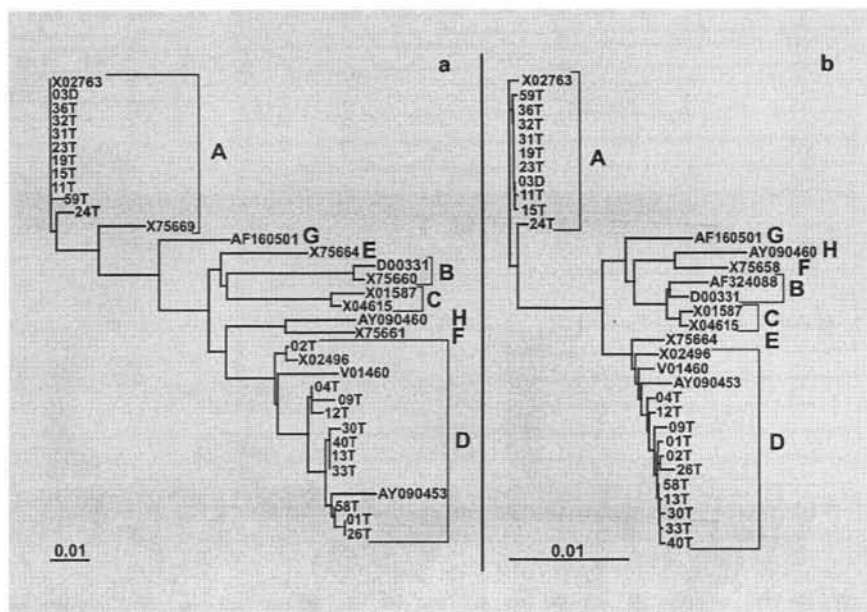 a
X02763
03D
36T
32T
31T
23T
19T
15T
11T
59T
24T
X75669
A
AF160501 G
X75664 E
D00331
X75660
B
X01587
X04615
C
AY090460 H
X75661 F
02T
X02496
V01460
04T
09T
12T
30T
40T
13T
33T
AY090453
58T
01T
26T
D
0.01
b
X02763
59T
36T
32T
31T
19T
23T
03D
11T
15T
24T
A
AF160501 G
AY090460 H
X75658 F
AF324088
D00331
B
X01587
X04615
C
X75664 E
X02496
V01460
AY090453
04T
12T
09T
01T
02T
26T
58T
13T
30T
33T
40T
D
0.01